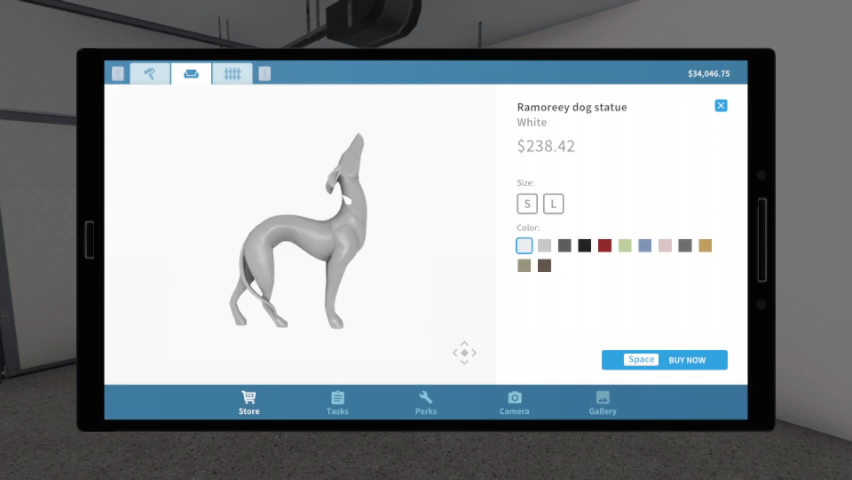 $34,046.75
Ramoreey dog statue
White
$238.42
Size:
S L
Color:
Space BUY NOW
Store Tasks Perks Camera Gallery